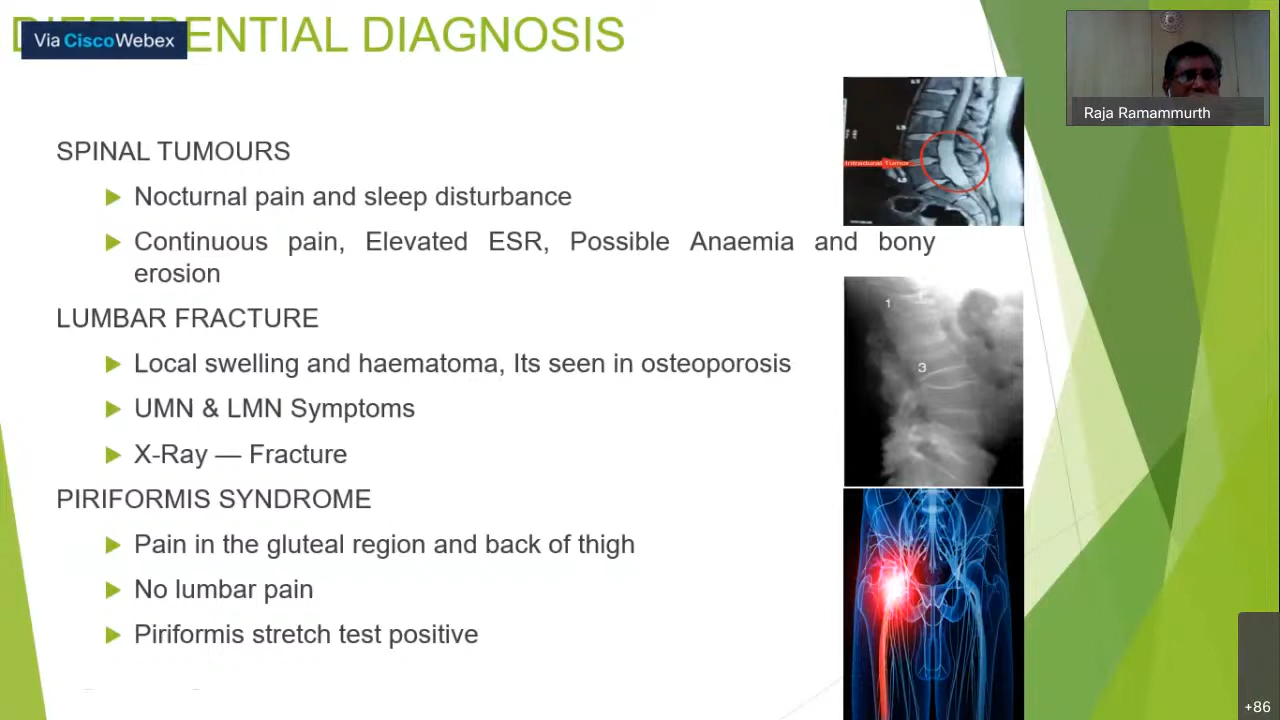 DIFFERENTIAL DIAGNOSIS
Via Cisco Webex
Raja Ramammurth
SPINAL TUMOURS
Nocturnal pain and sleep disturbance
Continuous pain, Elevated ESR, Possible Anaemia and bony
erosion
Intradural Tumor
LUMBAR FRACTURE
Local swelling and haematoma, Its seen in osteoporosis
UMN & LMN Symptoms
X-Ray — Fracture
1
3
PIRIFORMIS SYNDROME
Pain in the gluteal region and back of thigh
No lumbar pain
Piriformis stretch test positive
+86